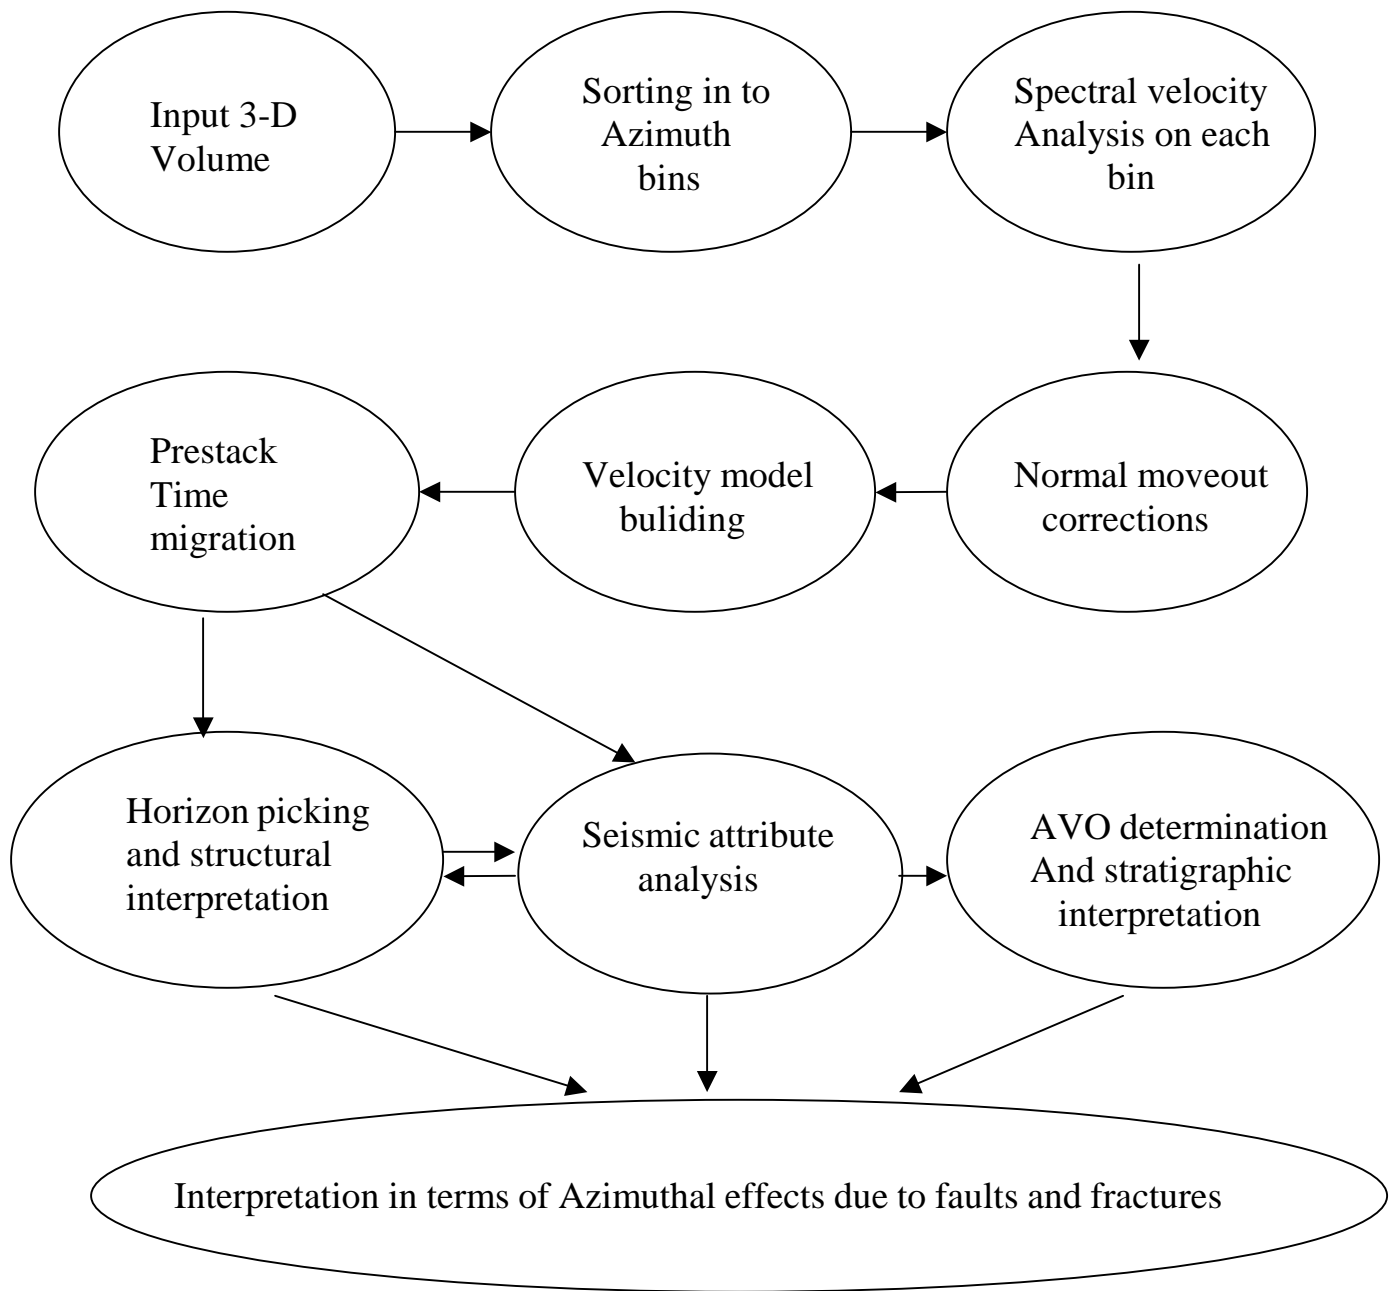 Input 3-D
Volume
Sorting in to
Azimuth
bins
Spectral velocity
Analysis on each
bin
Prestack
Time
migration
Velocity model
buliding
Normal moveout
corrections
Horizon picking
and structural
interpretation
Seismic attribute
analysis
AVO determination
And stratigraphic
interpretation
Interpretation in terms of Azimuthal effects due to faults and fractures